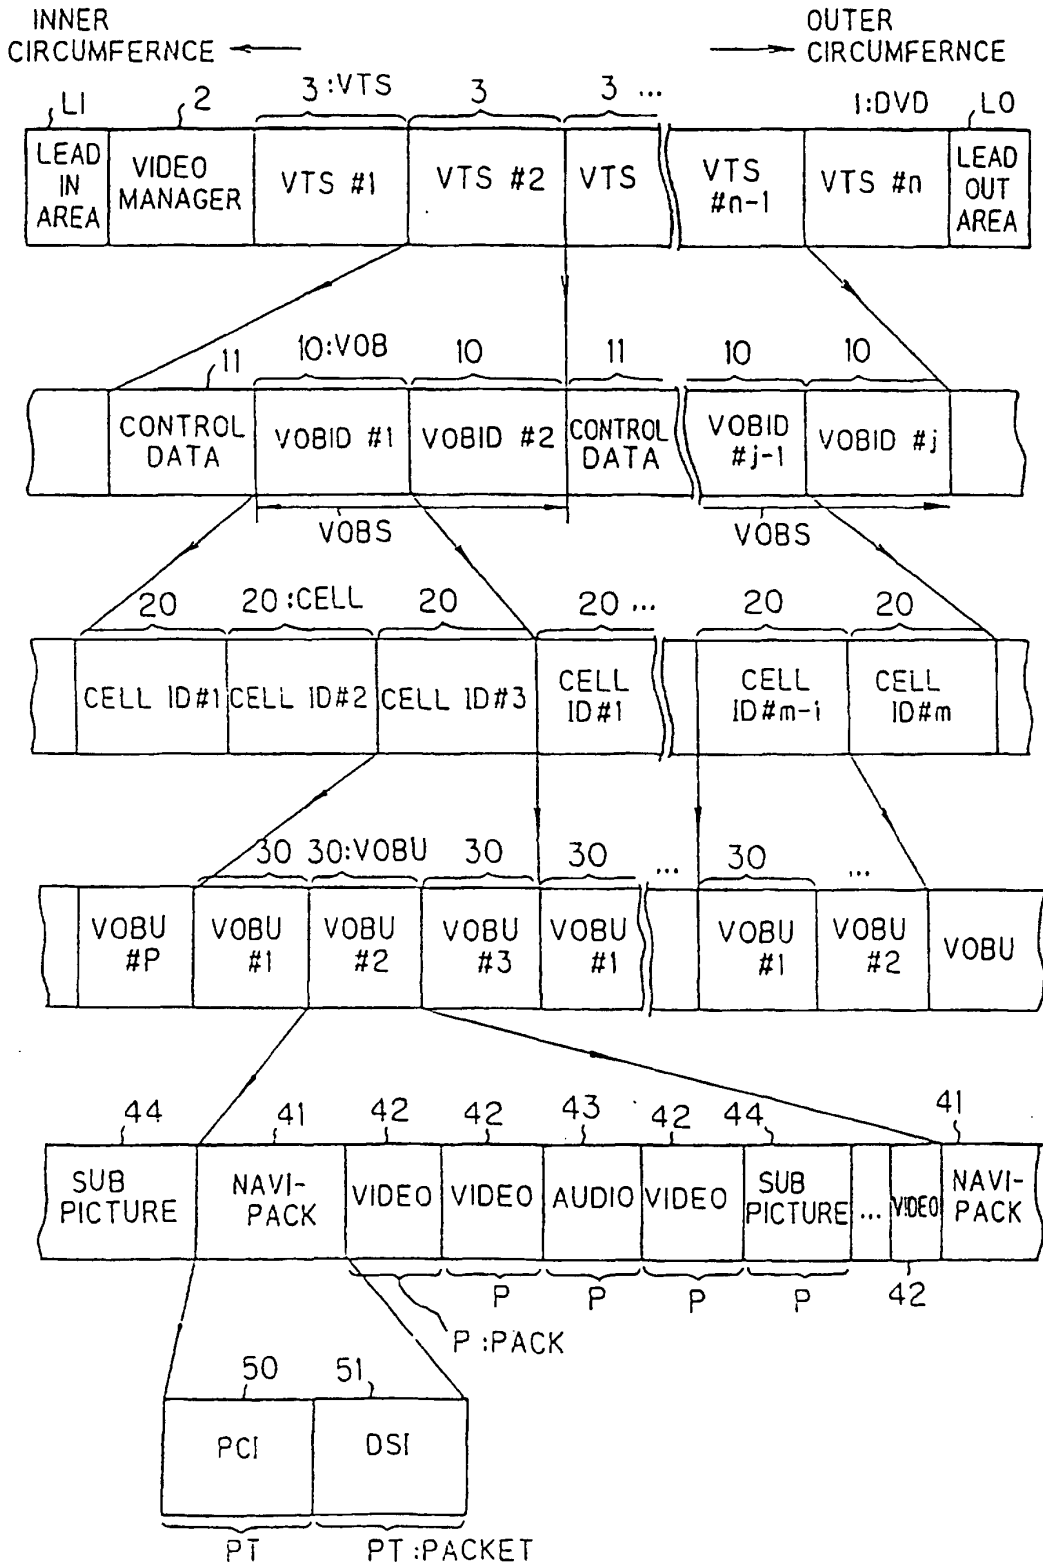 INNER
CIRCUMFERNCE
OUTER
CIRCUMFERNCE
LI
2
3:VTS
3
3 ...
1:DVD
LO
LEAD
IN
AREA
VIDEO
MANAGER
VTS #1
VTS #2
VTS
VTS
#n-1
VTS #n
LEAD
OUT
AREA
11
10:VOB
10
11
10
10
CONTROL
DATA
VOBID #1
VOBID #2
CONTROL
DATA
VOBID
#j-1
VOBID #j
VOBS
VOBS
20
20:CELL
20
20 ...
20
20
CELL ID#1
CELL ID#2
CELL ID#3
CELL
ID#1
CELL
ID#m-i
CELL
ID#m
30
30:VOBU
30
30
...
30
...
VOBU
#P
VOBU
#1
VOBU
#2
VOBU
#3
VOBU
#1
VOBU
#1
VOBU
#2
VOBU
44
41
42
42
43
42
44
41
SUB
PICTURE
NAVI-
PACK
VIDEO
VIDEO
AUDIO
VIDEO
SUB
PICTURE
...
VIDEO
NAVI-
PACK
P
P
P
P
42
P:PACK
50
51
PCI
DSI
PT
PT:PACKET